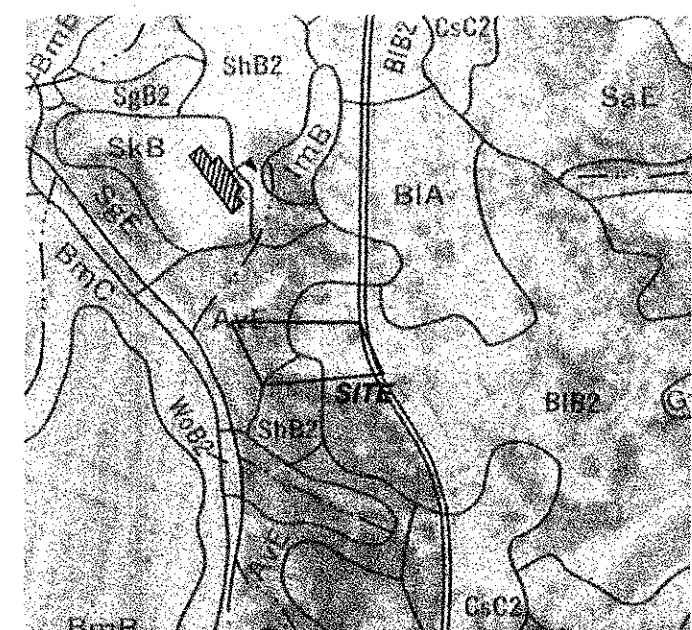 BmB
ShB2
BlB2
CsC2
SgB2
SaE
SkB
ImB
BlA
SgE
BmC
AvE
SITE
BlB2
G
WoB2
ShB2
AvE
CsC2
BmB